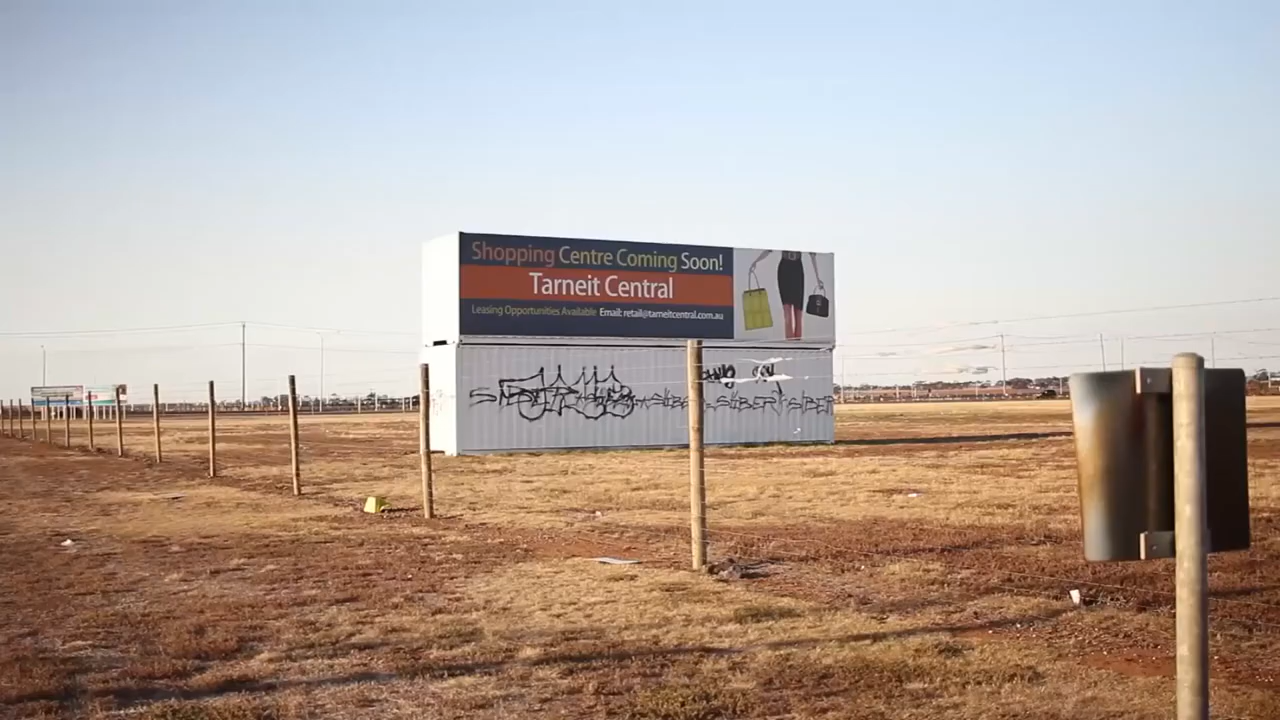 Shopping Centre Coming Soon!
Tarneit Central
Leasing Opportunities Available Email: retail@tarneitcentral.com.au